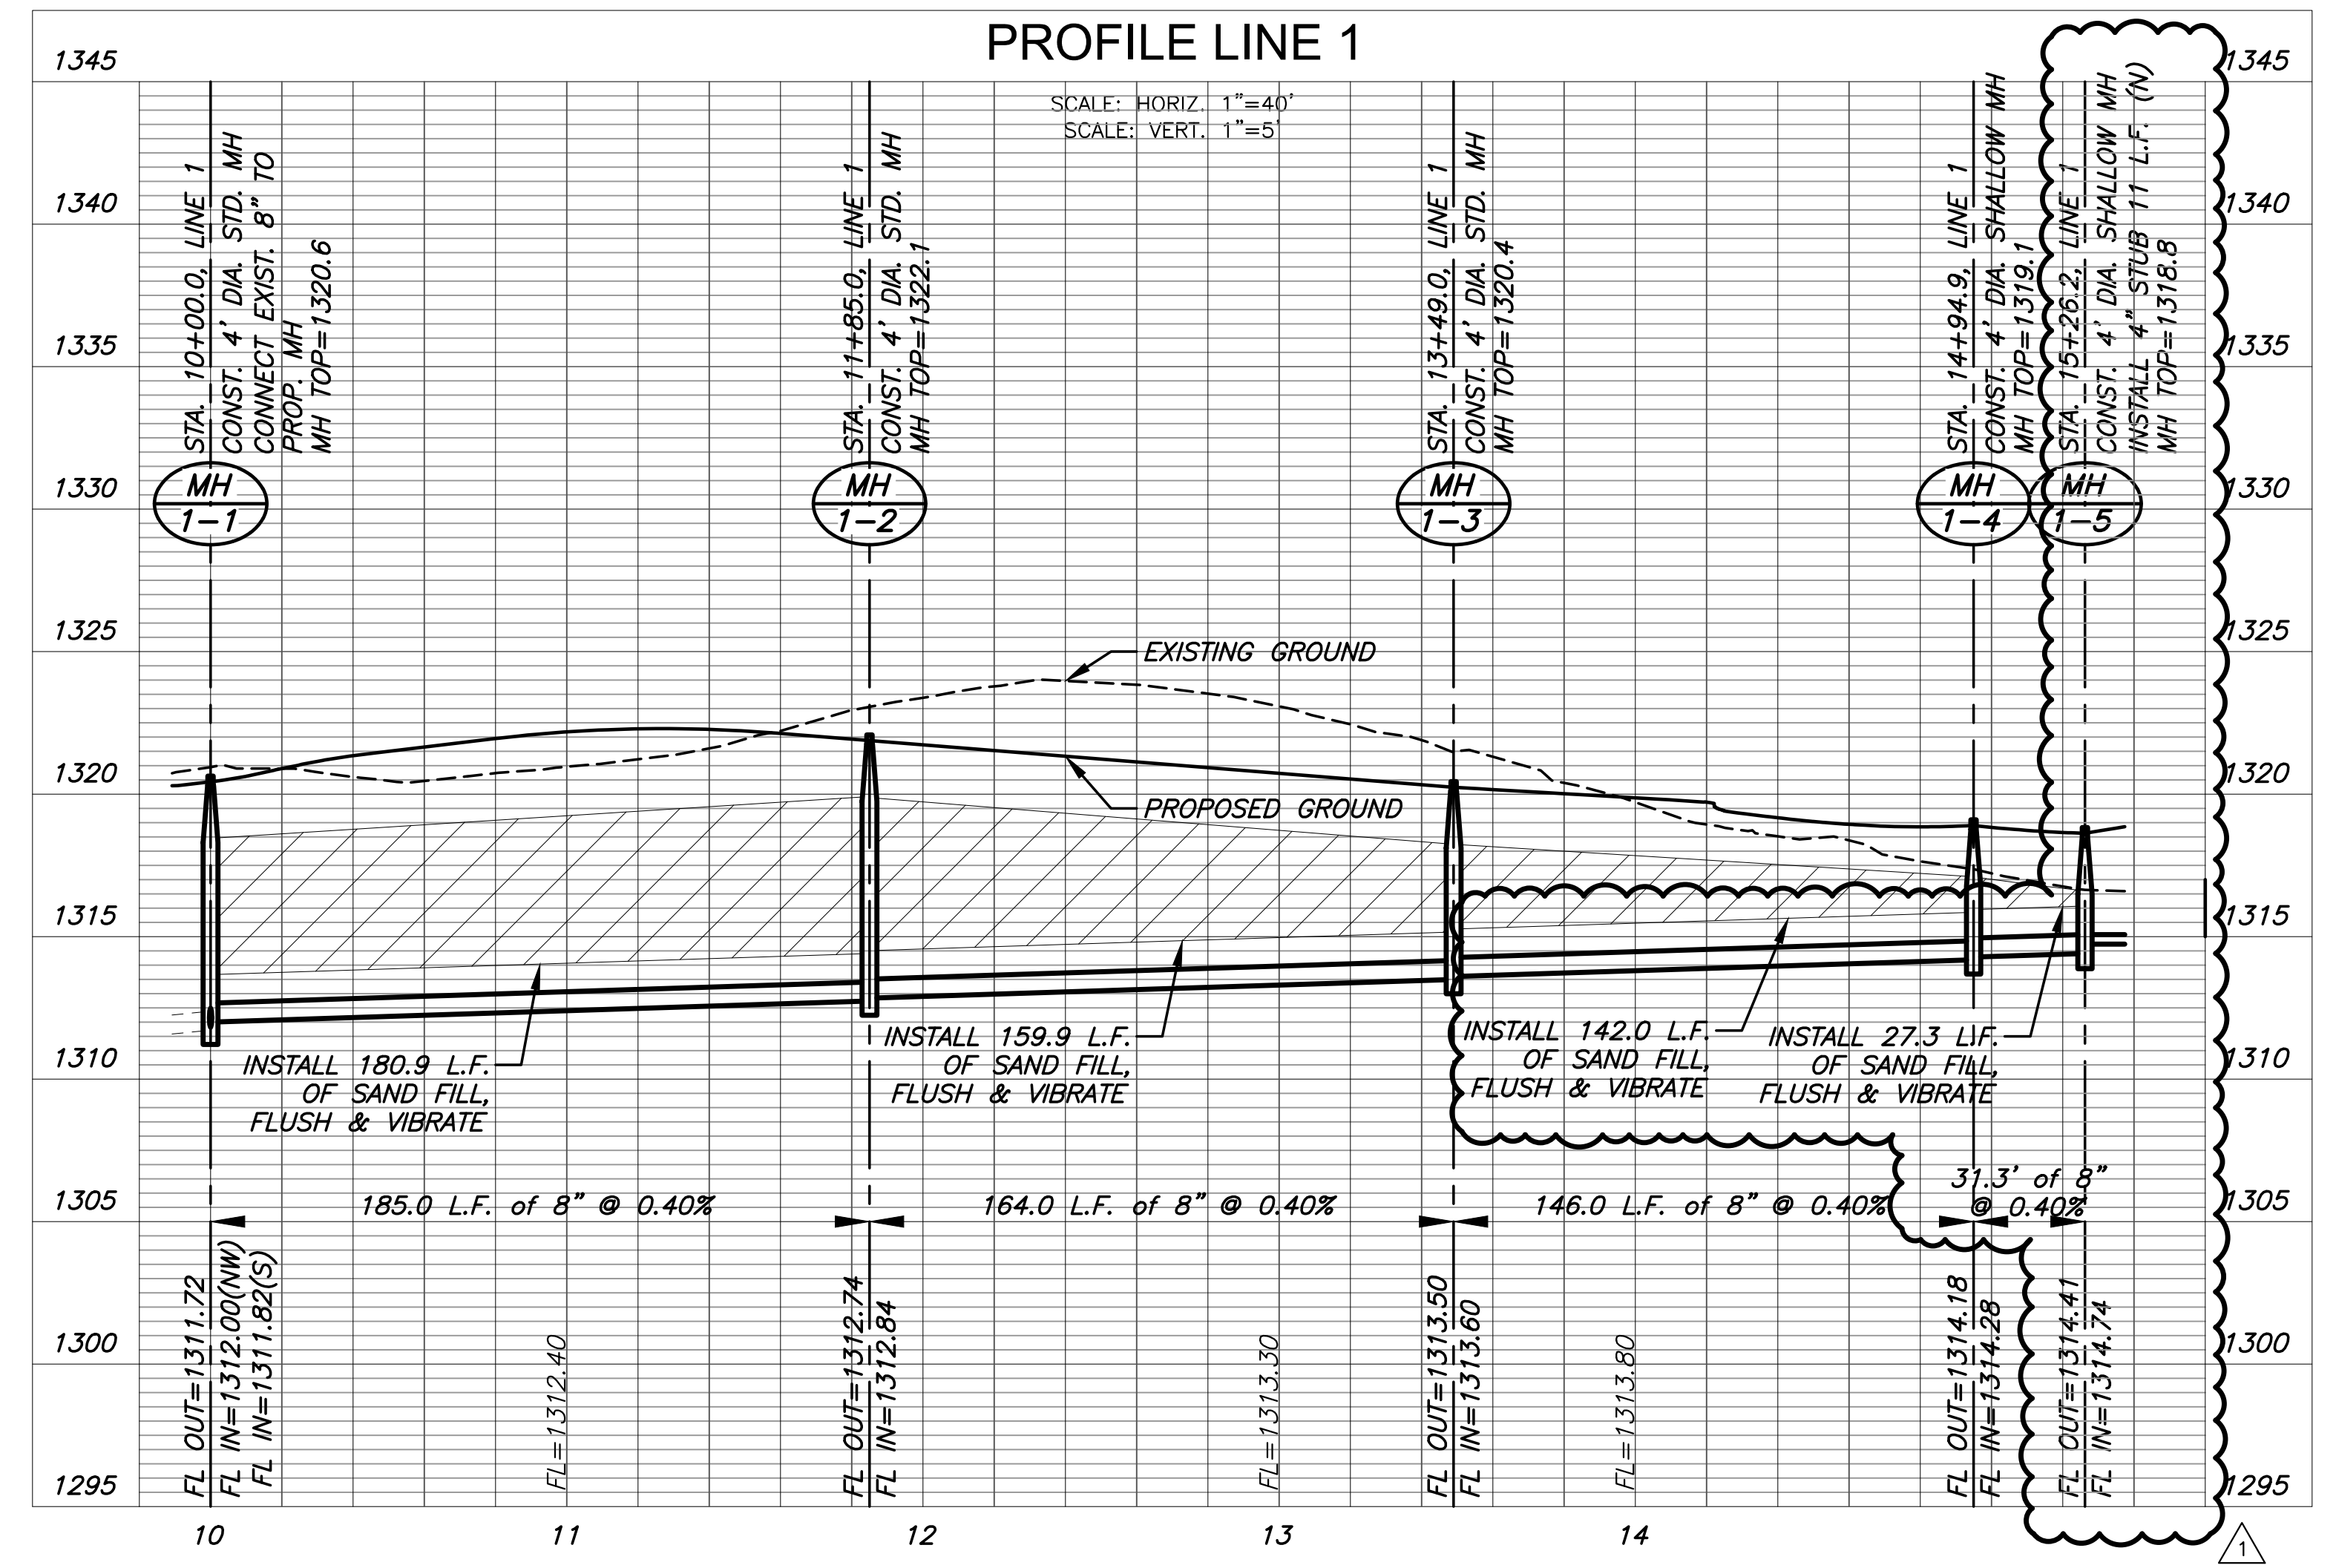 PROFILE LINE 1
SCALE: HORIZ. 1"=40'
SCALE: VERT. 1"=5'
1345
1340
1335
1330
1325
1320
1315
1310
1305
1300
1295
1345
1340
1335
1330
1325
1320
1315
1310
1305
1300
1295
STA. 10+00.0, LINE 1
CONST. 4' DIA. STD. MH
CONNECT EXIST. 8" TO
PROP. MH
MH TOP=1320.6
STA. 11+85.0, LINE 1
CONST. 4' DIA. STD. MH
MH TOP=1322.1
STA. 13+49.0, LINE 1
CONST. 4' DIA. STD. MH
MH TOP=1320.4
STA. 14+94.9, LINE 1
CONST. 4' DIA. SHALLOW MH
MH TOP=1319.1
STA. 15+26.2, LINE 1
CONST. 4' DIA. SHALLOW MH
INSTALL 4" STUB 11 L.F. (N)
MH TOP=1318.8
MH
1-1
MH
1-2
MH
1-3
MH
1-4
MH
1-5
EXISTING GROUND
PROPOSED GROUND
INSTALL 180.9 L.F.
OF SAND FILL,
FLUSH & VIBRATE
INSTALL 159.9 L.F.
OF SAND FILL,
FLUSH & VIBRATE
INSTALL 142.0 L.F.
OF SAND FILL,
FLUSH & VIBRATE
INSTALL 27.3 L.F.
OF SAND FILL,
FLUSH & VIBRATE
185.0 L.F. of 8" @ 0.40%
164.0 L.F. of 8" @ 0.40%
146.0 L.F. of 8" @ 0.40%
31.3' of 8"
@ 0.40%
FL OUT=1311.72
FL IN=1312.00(NW)
FL IN=1311.82(S)
FL=1312.40
FL OUT=1312.74
FL IN=1312.84
FL=1313.30
FL OUT=1313.50
FL IN=1313.60
FL=1313.80
FL OUT=1314.18
FL IN=1314.28
FL OUT=1314.41
FL IN=1314.74
10
11
12
13
14
1